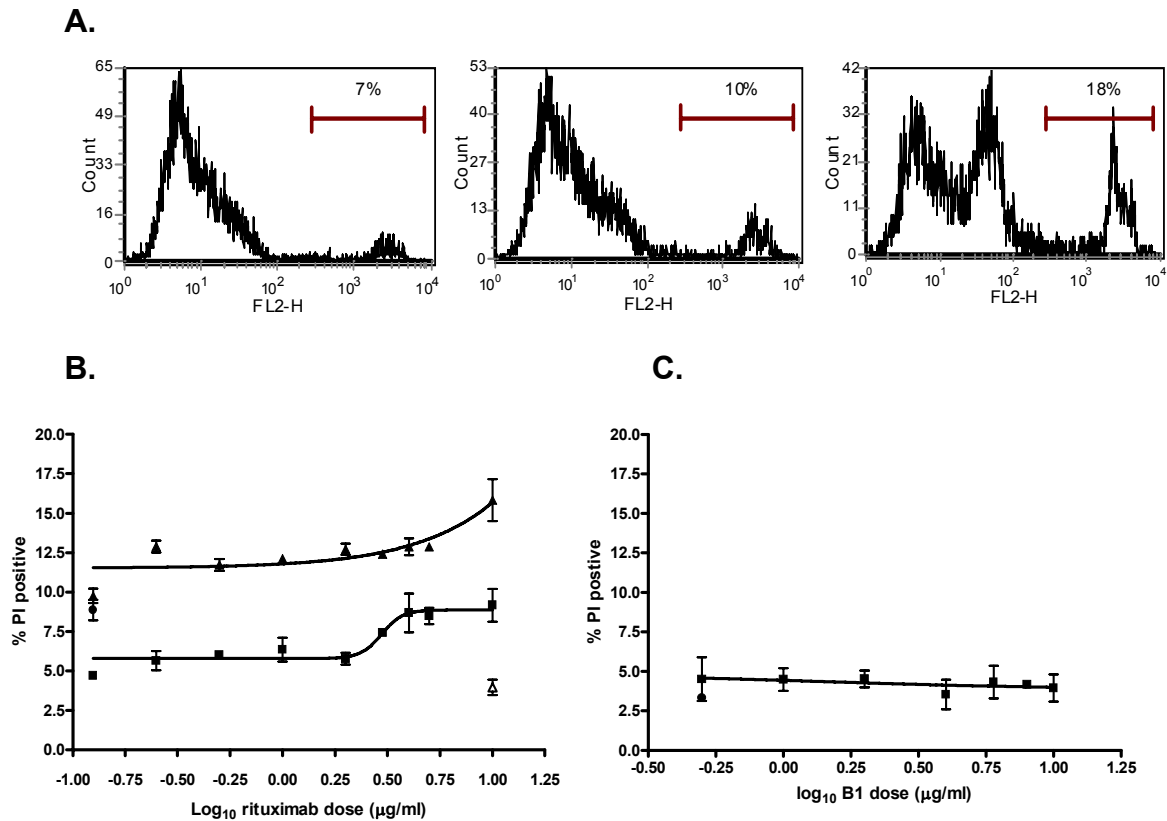 A.
65
49
33
16
0
Count
7%
10^0 10^1 10^2 10^3 10^4
FL2-H
53
40
27
13
0
Count
10%
10^0 10^1 10^2 10^3 10^4
FL2-H
42
32
21
11
0
Count
18%
10^0 10^1 10^2 10^3 10^4
FL2-H
B.
20.0
17.5
15.0
12.5
10.0
7.5
5.0
2.5
0.0
% PI positive
-1.00 -0.75 -0.50 -0.25 0.00 0.25 0.50 0.75 1.00 1.25
Log₁₀ rituximab dose (µg/ml)
C.
20.0
17.5
15.0
12.5
10.0
7.5
5.0
2.5
0.0
% PI postive
-0.50 -0.25 0.00 0.25 0.50 0.75 1.00 1.25
log₁₀ B1 dose (µg/ml)